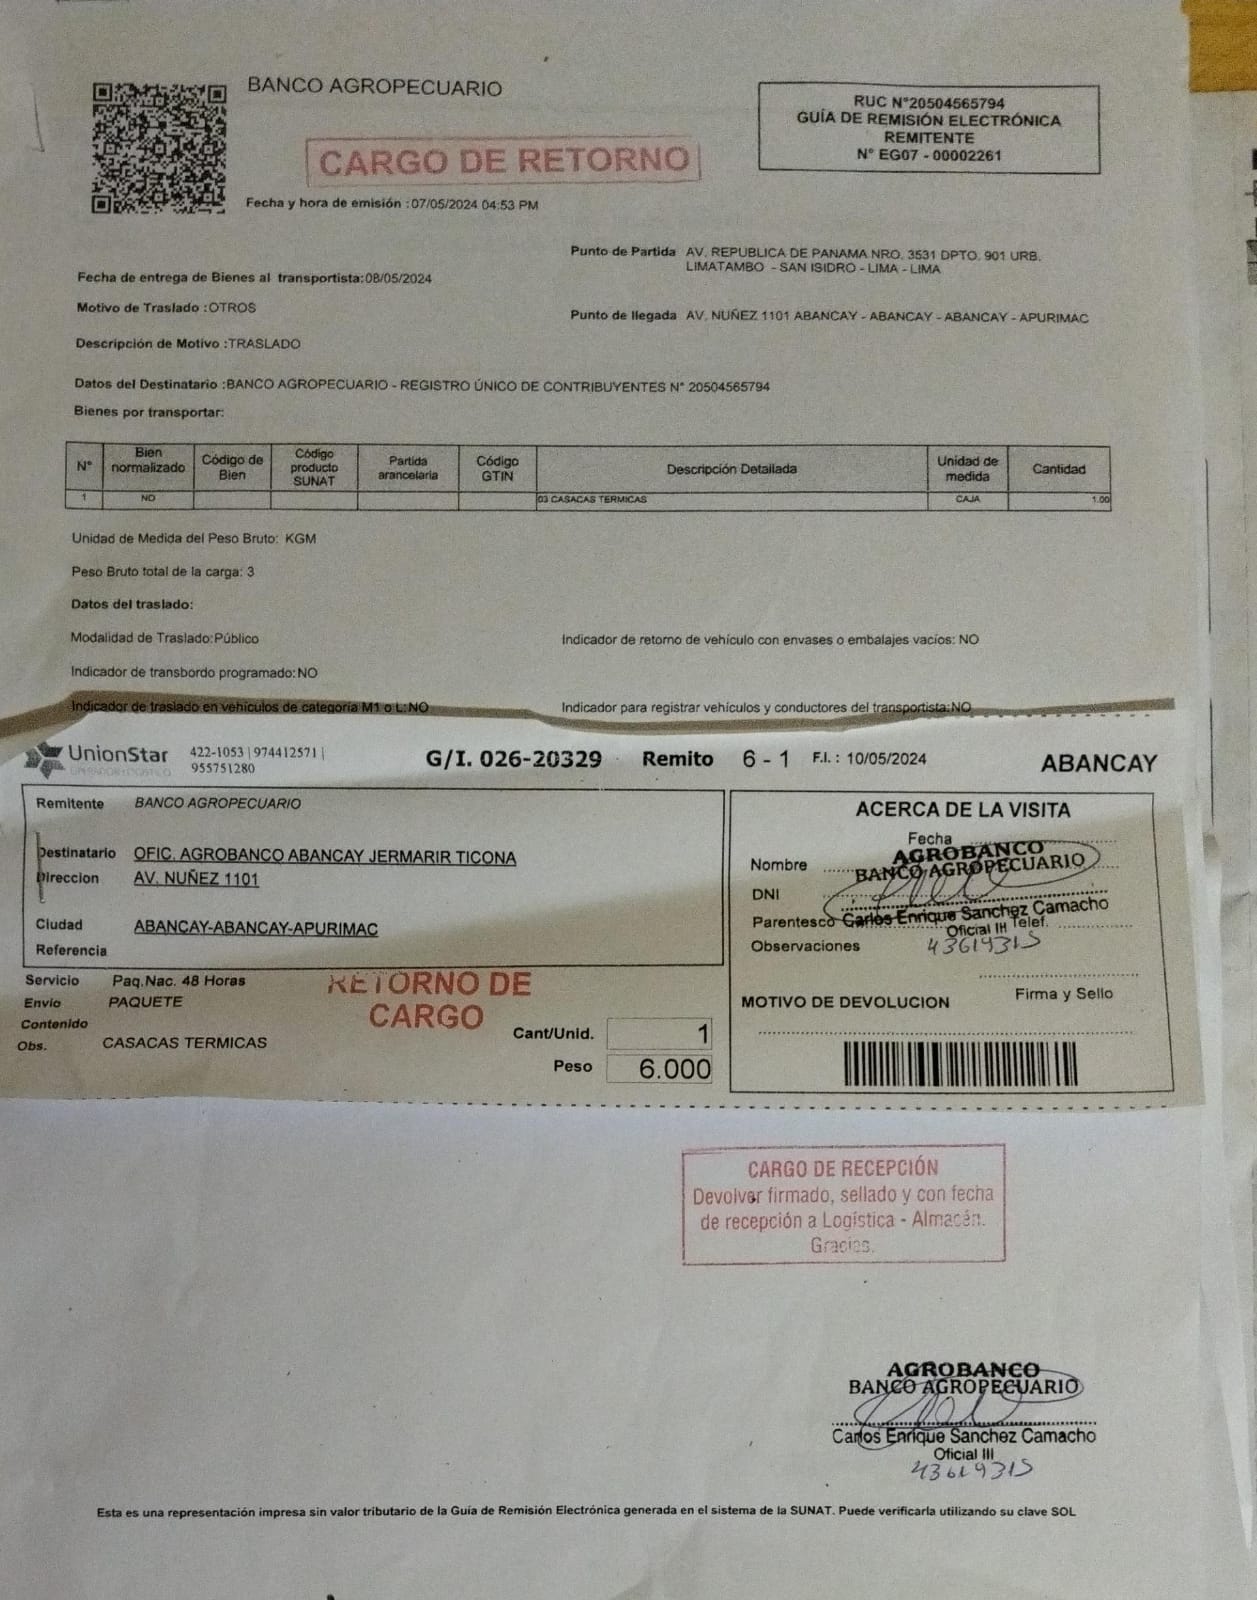 BANCO AGROPECUARIO
CARGO DE RETORNO
Fecha y hora de emisión :07/05/2024 04:53 PM
RUC N°20504565794
GUÍA DE REMISIÓN ELECTRÓNICA
REMITENTE
N° EG07 - 00002261
Fecha de entrega de Bienes al transportista:08/05/2024
Punto de Partida AV. REPUBLICA DE PANAMA NRO. 3531 DPTO. 901 URB.
LIMATAMBO - SAN ISIDRO - LIMA - LIMA
Motivo de Traslado :OTROS
Punto de llegada AV. NUÑEZ 1101 ABANCAY - ABANCAY - ABANCAY - APURIMAC
Descripción de Motivo :TRASLADO
Datos del Destinatario :BANCO AGROPECUARIO - REGISTRO ÚNICO DE CONTRIBUYENTES N° 20504565794
Bienes por transportar:
N° Bien normalizado Código de Bien Código producto SUNAT Partida arancelaria Código GTIN Descripción Detallada Unidad de medida Cantidad
1 NO 03 CASACAS TERMICAS CAJA 1.00
Unidad de Medida del Peso Bruto: KGM
Peso Bruto total de la carga: 3
Datos del traslado:
Modalidad de Traslado:Público
Indicador de retorno de vehículo con envases o embalajes vacíos: NO
Indicador de transbordo programado:NO
Indicador de traslado en vehículos de categoría M1 o L:NO
Indicador para registrar vehículos y conductores del transportista:NO
UnionStar
OPERADOR LOGÍSTICO
422-1053 | 974412571 |
955751280
G/I. 026-20329 Remito 6 - 1 F.I. : 10/05/2024 ABANCAY
Remitente BANCO AGROPECUARIO
Destinatario OFIC. AGROBANCO ABANCAY JERMARIR TICONA
Direccion AV. NUÑEZ 1101
Ciudad ABANCAY-ABANCAY-APURIMAC
Referencia
Servicio Paq.Nac. 48 Horas
Envio PAQUETE
Contenido
Obs. CASACAS TERMICAS
RETORNO DE
CARGO
Cant/Unid. 1
Peso 6.000
ACERCA DE LA VISITA
Fecha
AGROBANCO
Nombre BANCO AGROPECUARIO
DNI
Parentesco Carlos Enrique Sanchez Camacho
Oficial III Telef.
Observaciones 43619315
Firma y Sello
MOTIVO DE DEVOLUCION
CARGO DE RECEPCIÓN
Devolver firmado, sellado y con fecha
de recepción a Logística - Almacén.
Gracias.
AGROBANCO
BANCO AGROPECUARIO
Carlos Enrique Sanchez Camacho
Oficial III
43619315
Esta es una representación impresa sin valor tributario de la Guía de Remisión Electrónica generada en el sistema de la SUNAT. Puede verificarla utilizando su clave SOL